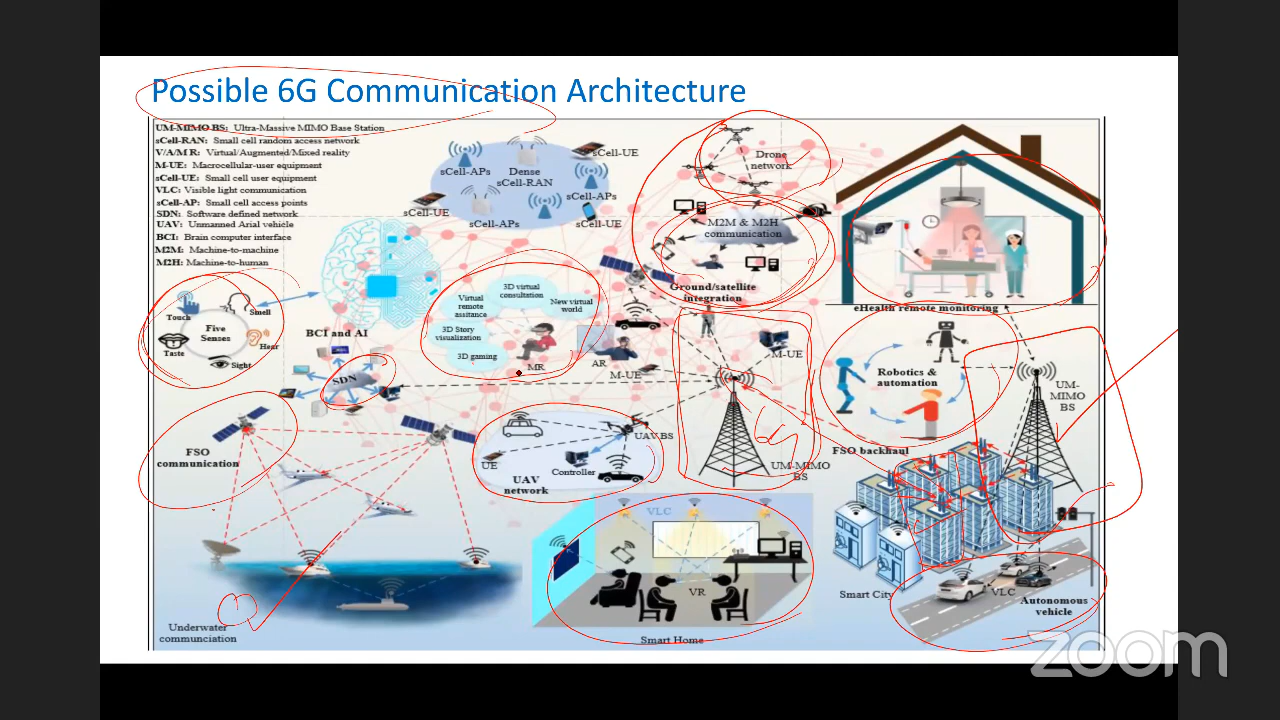 Possible 6G Communication Architecture
UM-MIMO BS: Ultra-Massive MIMO Base Station
sCell-RAN: Small cell random access network
V/A/M R: Virtual/Augmented/Mixed reality
M-UE: Macrocellular-user equipment
sCell-UE: Small cell user equipment
VLC: Visible light communication
sCell-AP: Small cell access points
SDN: Software defined network
UAV: Unmanned Arial vehicle
BCI: Brain computer interface
M2M: Machine-to-machine
M2H: Machine-to-human
sCell-UE
sCell-APs
Dense
sCell-RAN
sCell-APs
sCell-UE
sCell-APs
sCell-UE
Drone
network
M2M & M2H
communication
Ground/satellite
integration
eHealth remote monitoring
Touch
Smell
Five
Senses
Hear
Taste
Sight
BCI and AI
SDN
3D virtual
consultation
Virtual
remote
assitance
New virtual
world
3D Story
visualization
3D gaming
MR
AR
M-UE
M-UE
Robotics &
automation
UM-
MIMO
BS
FSO
communication
UAV BS
UE
Controller
UAV
network
UM-MIMO
BS
FSO backhaul
VLC
VR
Smart Home
Smart City
VLC
Autonomous
vehicle
Underwater
communciation
zoom